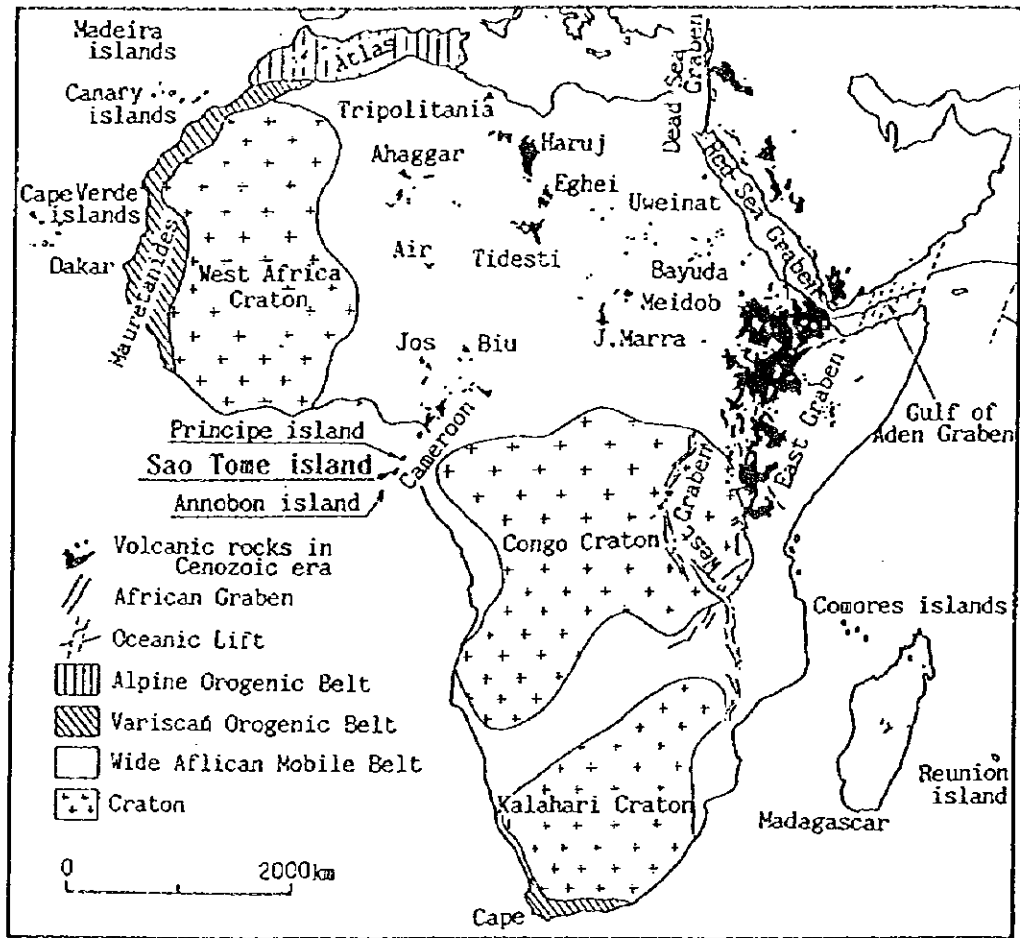 Madeira
islands
Atlas
Canary
islands
Tripolitania
Dead Sea
Graben
Haruj
Ahaggar
Eghei
Red Sea Graben
Cape Verde
islands
Uweinat
Dakar
Mauretanides
West Africa
Craton
Air
Tidesti
Bayuda
Meidob
J.Marra
Jos
Biu
Gulf of
Aden Graben
East Graben
Principe island
Sao Tome island
Annobon island
Cameroon
West Graben
Congo Craton
Volcanic rocks in
Cenozoic era
African Graben
Oceanic Lift
Alpine Orogenic Belt
Variscan Orogenic Belt
Wide Aflican Mobile Belt
Craton
Comores islands
Kalahari Craton
Madagascar
Reunion
island
0
2000km
Cape